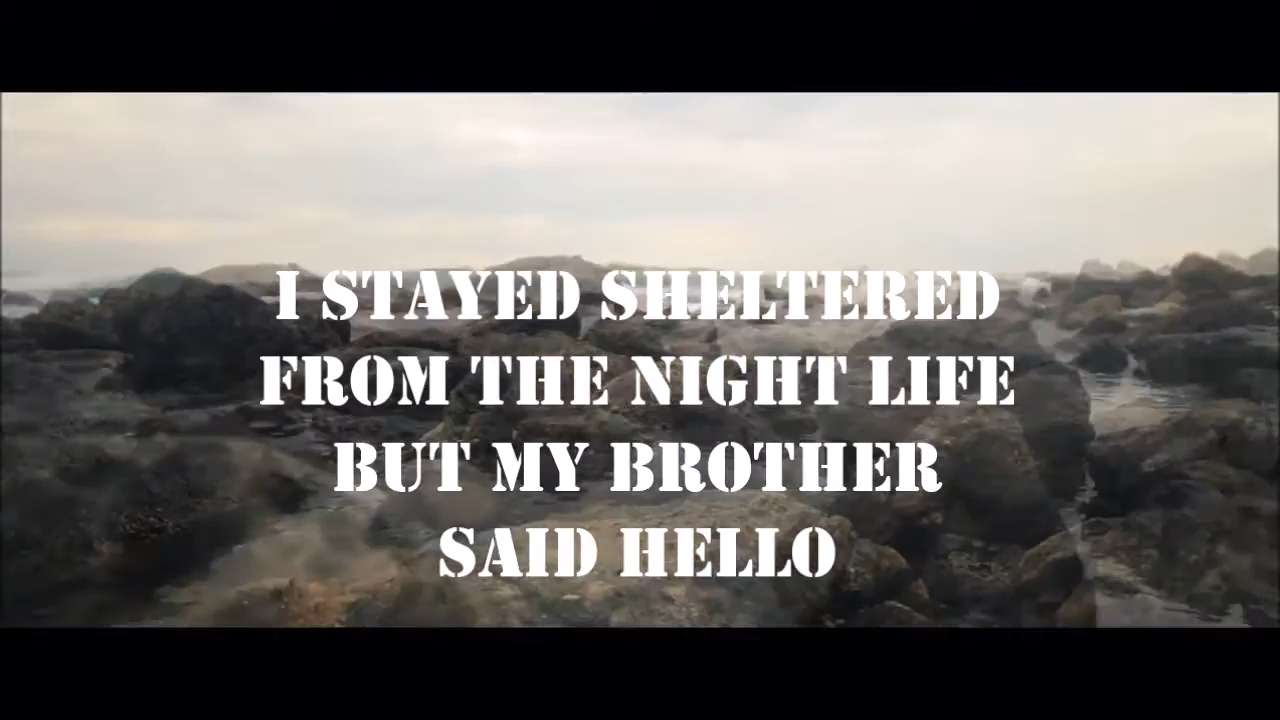 I STAYED SHELTERED
FROM THE NIGHT LIFE
BUT MY BROTHER
SAID HELLO